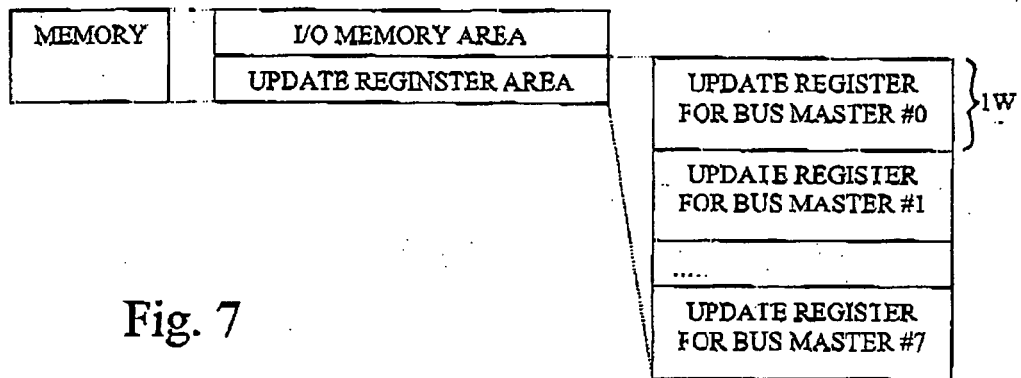 MEMORY
I/O MEMORY AREA
UPDATE REGINSTER AREA
UPDATE REGISTER
FOR BUS MASTER #0
1W
UPDATE REGISTER
FOR BUS MASTER #1
.....
UPDATE REGISTER
FOR BUS MASTER #7
Fig. 7